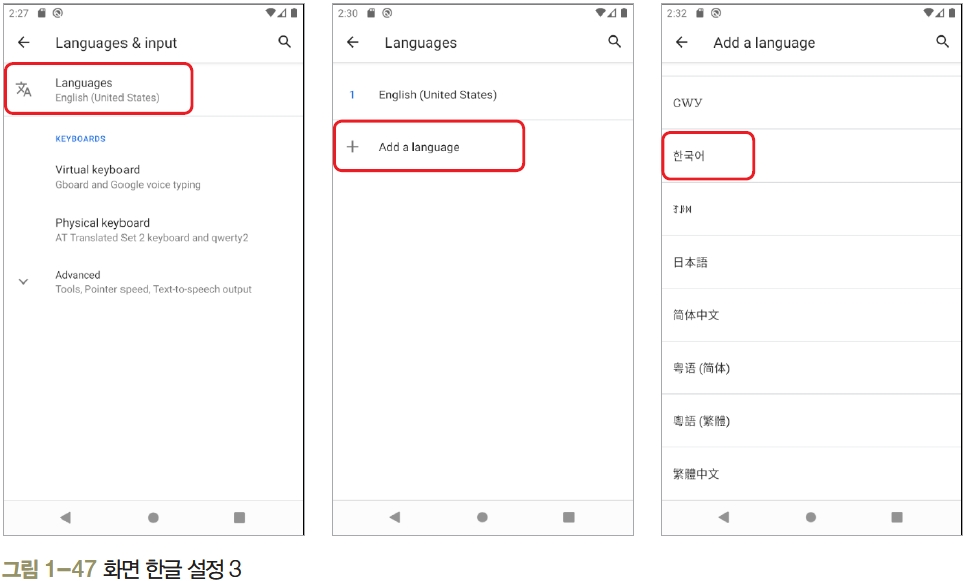 2:27
Languages & input
Languages
English (United States)
KEYBOARDS
Virtual keyboard
Gboard and Google voice typing
Physical keyboard
AT Translated Set 2 keyboard and qwerty2
Advanced
Tools, Pointer speed, Text-to-speech output
2:30
Languages
1 English (United States)
Add a language
2:32
Add a language
한국어
日本語
简体中文
粤语 (简体)
粵語 (繁體)
繁體中文
그림 1-47 화면 한글 설정 3